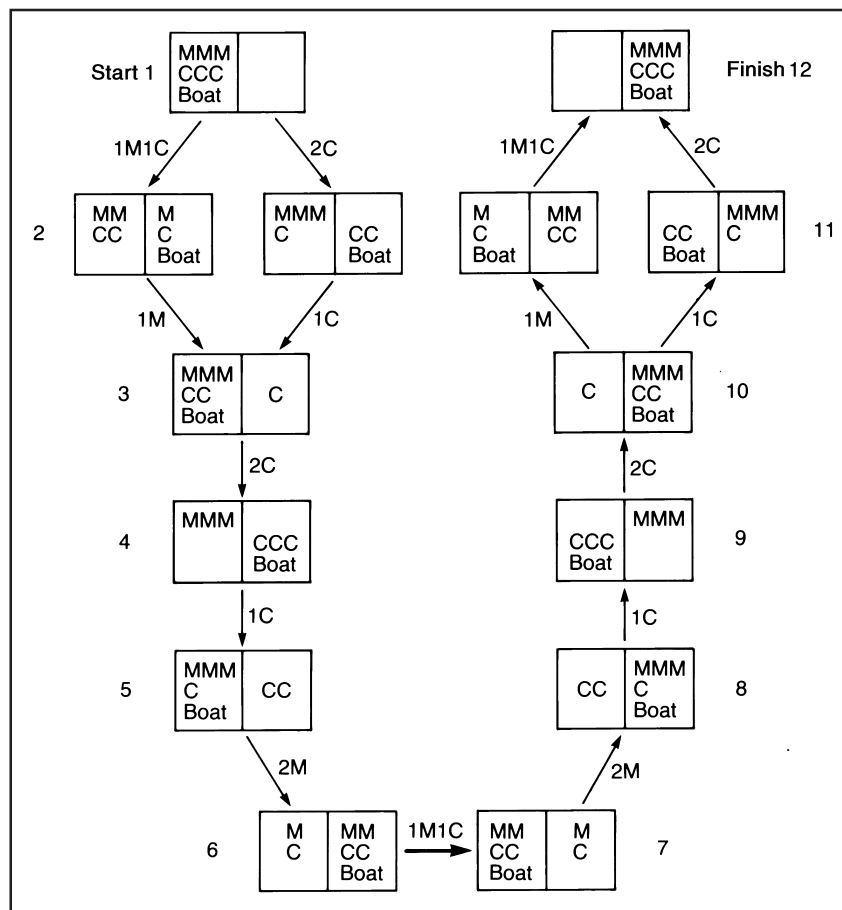 Start 1
MMM
CCC
Boat
1M1C
2C
2
MM
CC
M
C
Boat
MMM
C
CC
Boat
1M
1C
3
MMM
CC
Boat
C
2C
4
MMM
CCC
Boat
1C
5
MMM
C
Boat
CC
2M
6
M
C
MM
CC
Boat
1M1C
MM
CC
Boat
M
C
7
2M
CC
MMM
C
Boat
8
1C
CCC
Boat
MMM
9
2C
C
MMM
CC
Boat
10
1M
1C
M
C
Boat
MM
CC
CC
Boat
MMM
C
11
1M1C
2C
MMM
CCC
Boat
Finish 12